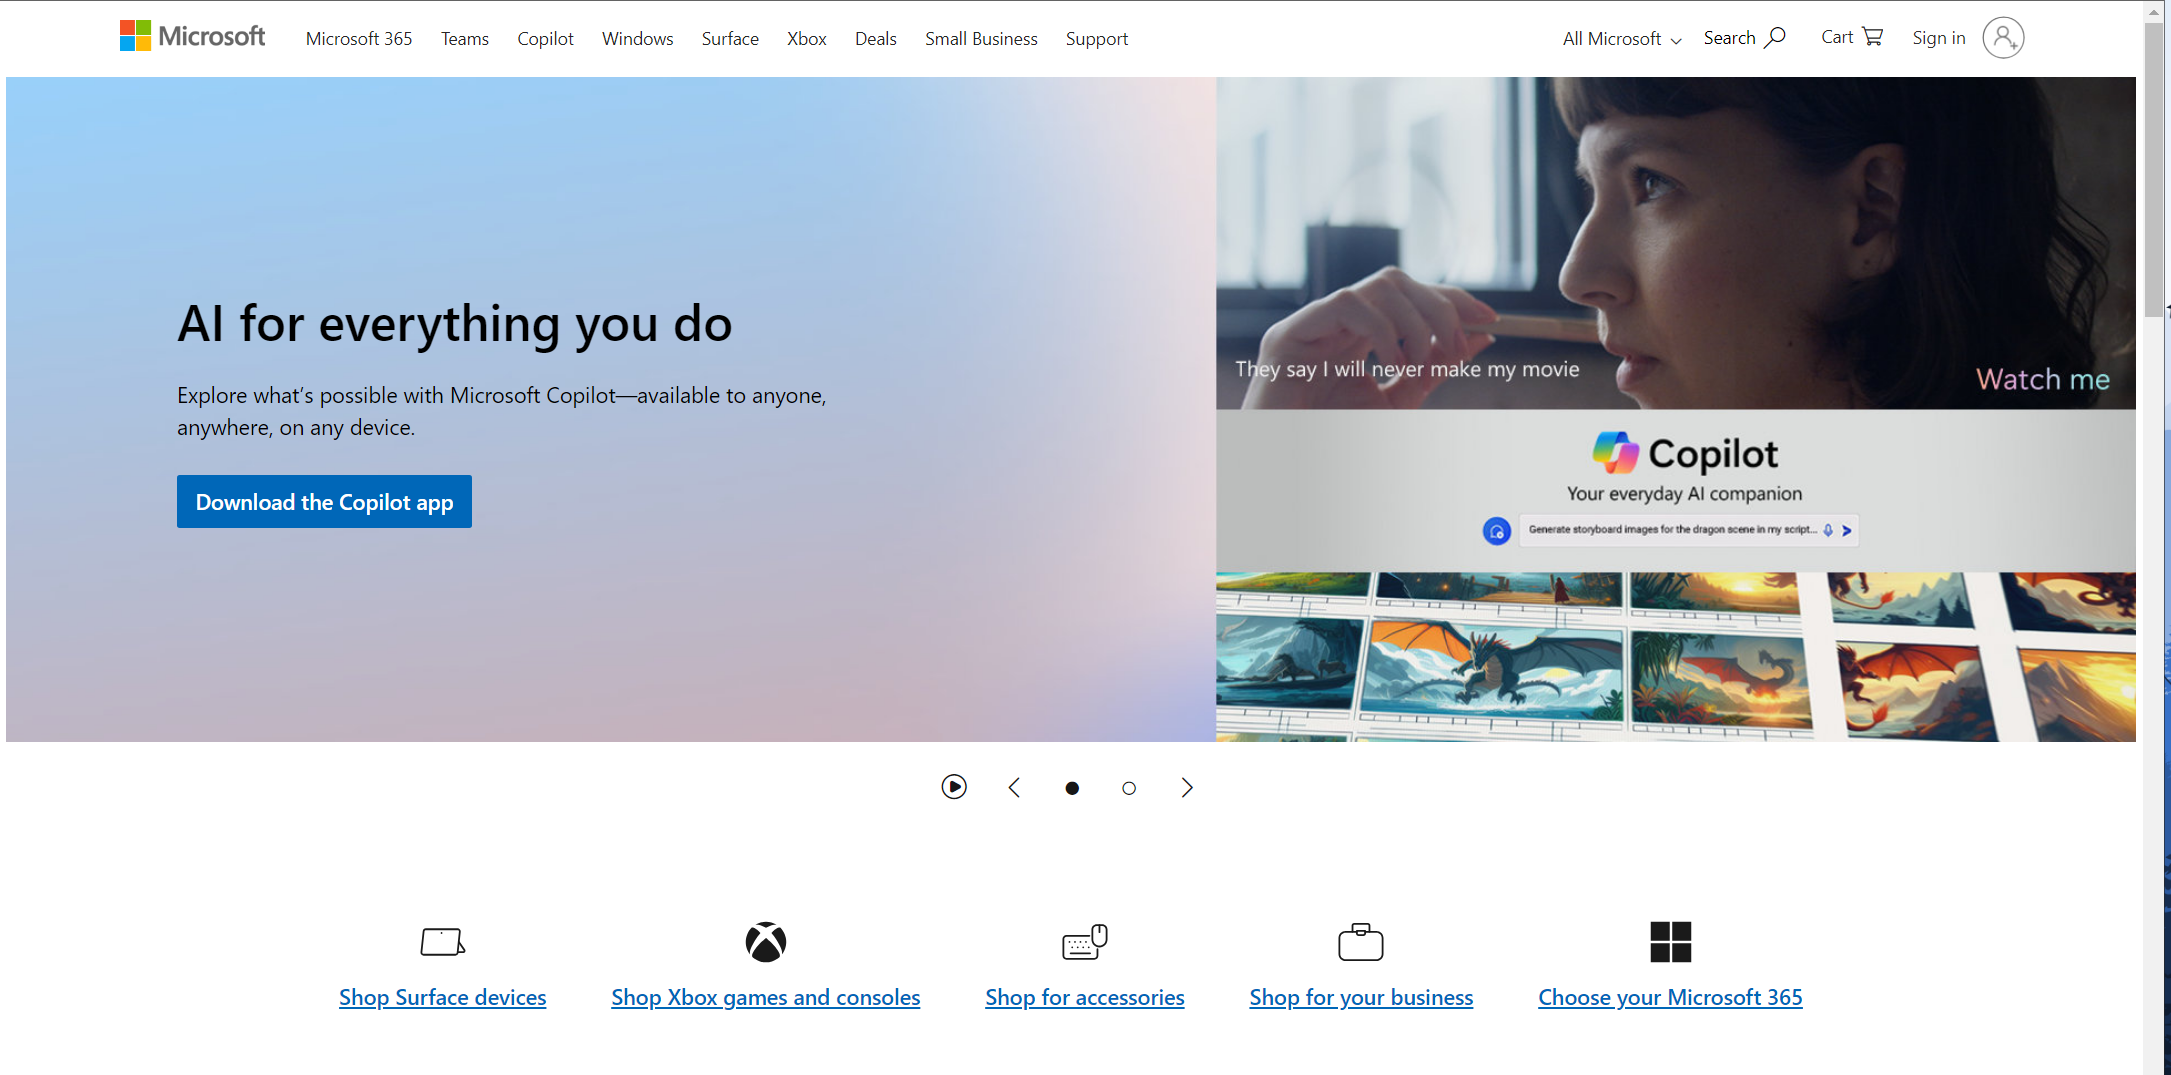 Microsoft
Microsoft 365
Teams
Copilot
Windows
Surface
Xbox
Deals
Small Business
Support
All Microsoft
Search
Cart
Sign in
AI for everything you do
Explore what’s possible with Microsoft Copilot—available to anyone,
anywhere, on any device.
Download the Copilot app
They say I will never make my movie
Watch me
Copilot
Your everyday AI companion
Generate storyboard images for the dragon scene in my script...
Shop Surface devices
Shop Xbox games and consoles
Shop for accessories
Shop for your business
Choose your Microsoft 365